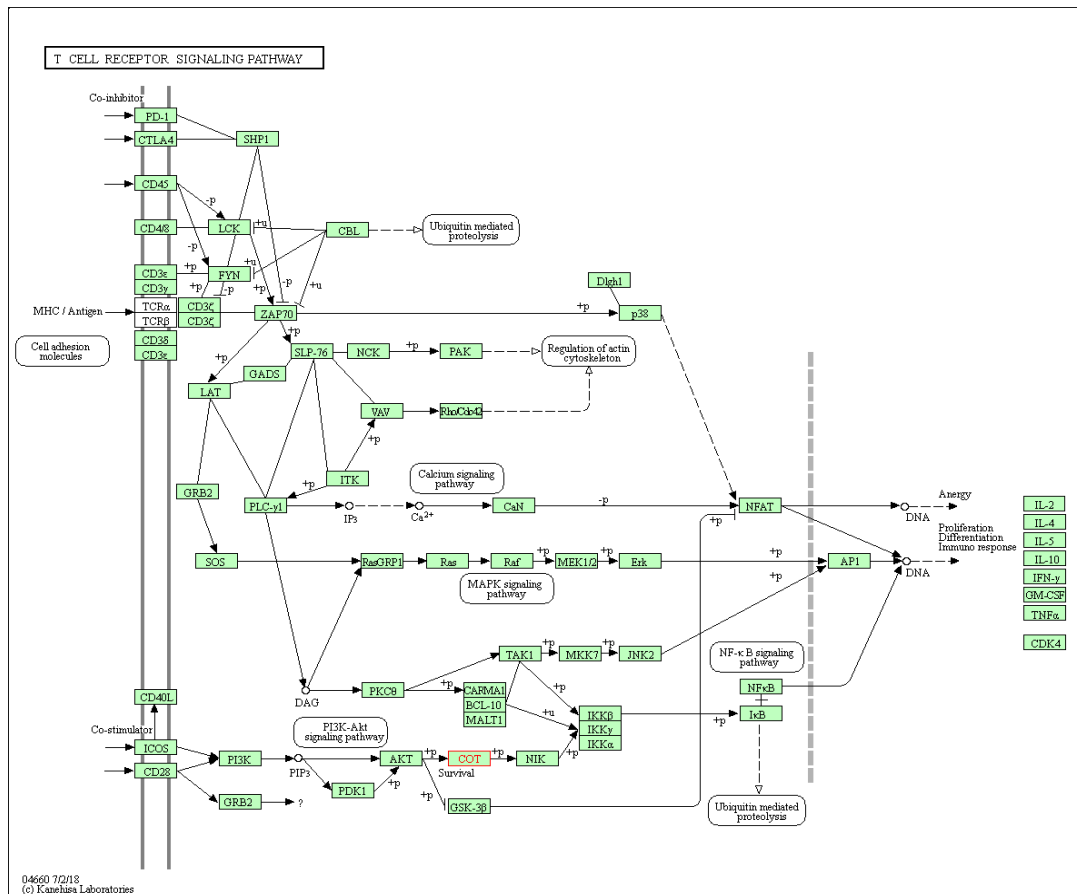 T CELL RECEPTOR SIGNALING PATHWAY
Co-inhibitor
PD-1
CTLA4
SHP1
CD45
-p
CD4/8
LCK
+u
CBL
Ubiquitin mediated
proteolysis
-p
CD3ε
CD3γ
+p
FYN
+u
+p
-p
+p
-p
+u
Dlgh1
MHC / Antigen
TCRα
TCRβ
CD3ζ
CD3ζ
ZAP70
+p
p38
Cell adhesion
molecules
CD3δ
CD3ε
+p
+p
SLP-76
NCK
+p
PAK
Regulation of actin
cytoskeleton
GADS
LAT
VAV
Rho/Cdc42
+p
ITK
Calcium signaling
pathway
GRB2
+p
PLC-γ1
IP3
Ca2+
CaN
-p
NFAT
+p
DNA
Anergy
Proliferation
Differentiation
Immuno response
IL-2
IL-4
IL-5
IL-10
IFN-γ
GM-CSF
TNFα
CDK4
SOS
RasGRP1
Ras
Raf
+p
MEK1/2
+p
Erk
+p
+p
AP1
DNA
MAPK signaling
pathway
TAK1
+p
MKK7
+p
JNK2
NF-κB signaling
pathway
DAG
PKCθ
+p
+p
CARMA1
BCL-10
MALT1
+p
+u
IKKβ
IKKγ
IKKα
+p
NFκB
IκB
CD40L
Co-stimulator
PI3K-Akt
signaling pathway
ICOS
CD28
PI3K
PIP3
AKT
+p
COT
+p
NIK
+p
Survival
PDK1
+p
+p
GSK-3β
GRB2
?
Ubiquitin mediated
proteolysis
04660 7/2/18
(c) Kanehisa Laboratories